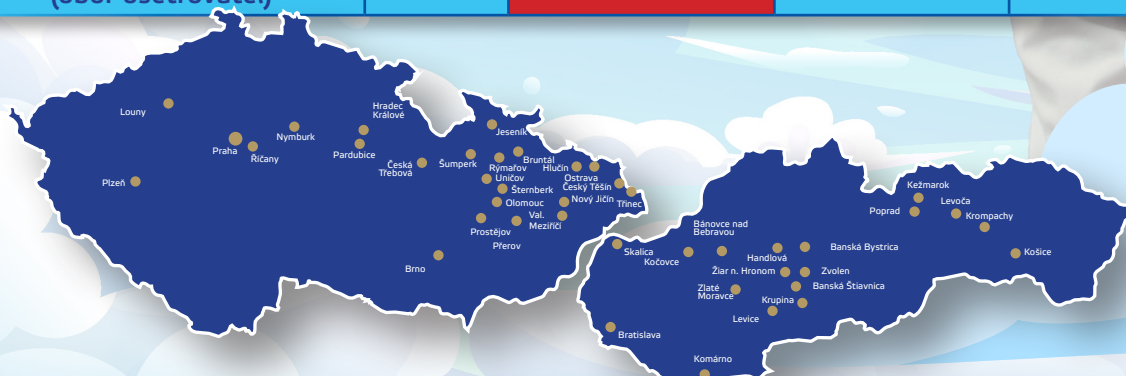 (obor ošetřovatel)
Louny
Praha
Říčany
Nymburk
Hradec
Králové
Pardubice
Plzeň
Česká
Třebová
Šumperk
Jeseník
Bruntál
Rýmařov
Hlučín
Ostrava
Uničov
Český Těšín
Šternberk
Nový Jičín
Třinec
Olomouc
Val.
Meziříčí
Prostějov
Přerov
Brno
Skalica
Kočovce
Bánovce nad
Bebravou
Handlová
Banská Bystrica
Žiar n. Hronom
Zvolen
Zlaté
Moravce
Banská Štiavnica
Krupina
Levice
Bratislava
Komárno
Kežmarok
Poprad
Levoča
Krompachy
Košice